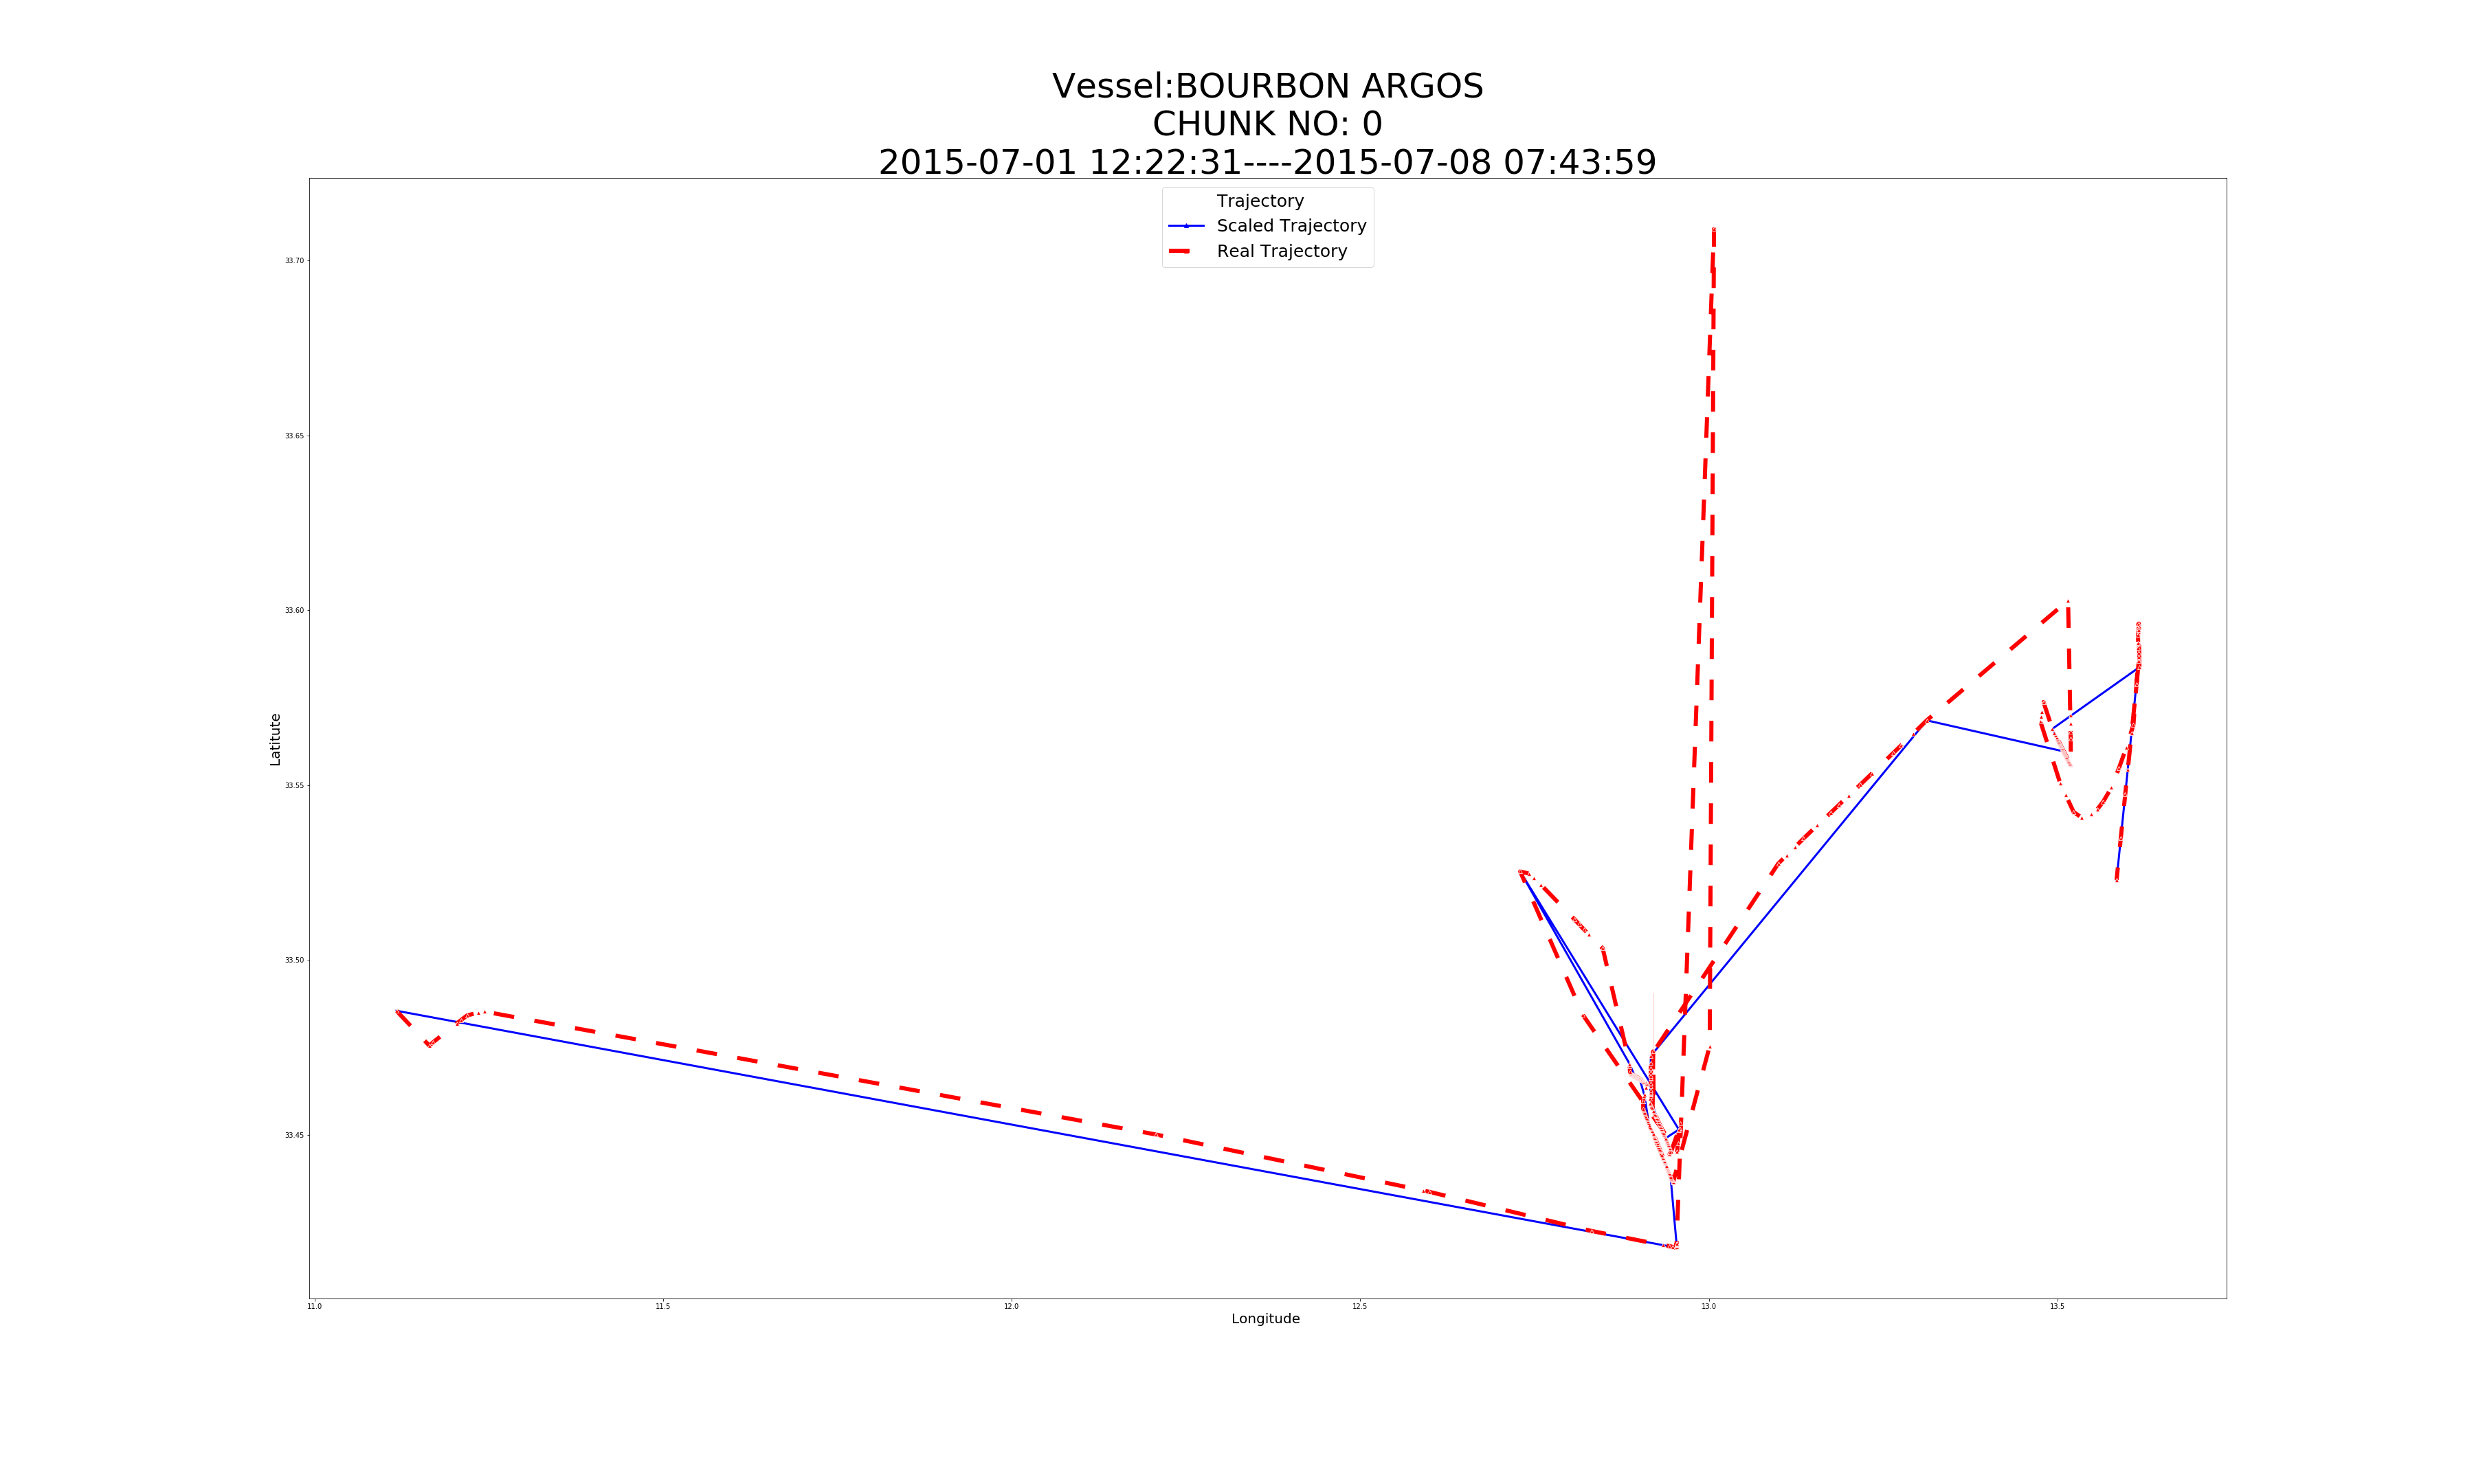 Vessel:BOURBON ARGOS
CHUNK NO: 0
2015-07-01 12:22:31----2015-07-08 07:43:59
Trajectory
Scaled Trajectory
Real Trajectory
33.70
33.65
33.60
33.55
33.50
33.45
Latitute
11.0
11.5
12.0
12.5
13.0
13.5
Longitude